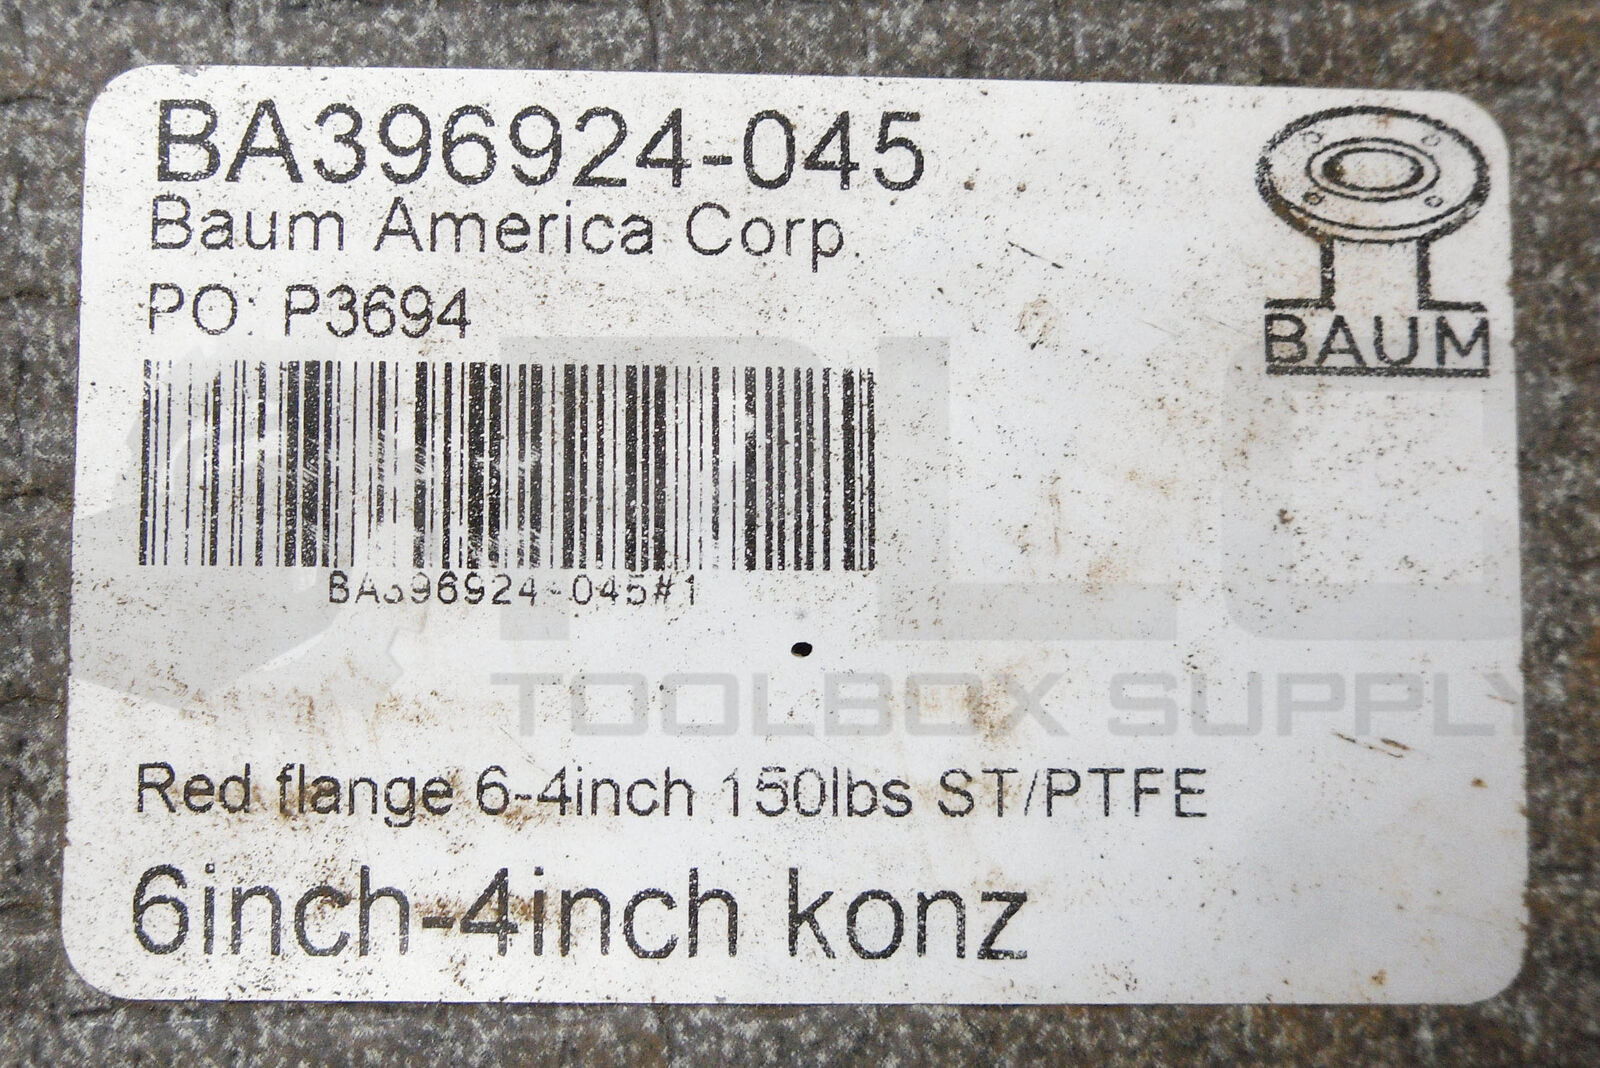 BA396924-045
Baum America Corp.
PO: P3694
BAUM
BA396924-045#1
PLC
TOOLBOX SUPPLY
Red flange 6-4inch 150lbs ST/PTFE
6inch-4inch konz